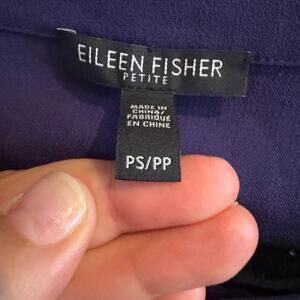 EILEEN FISHER
PETITE
MADE IN
CHINA/
FABRIQUÉ
EN CHINE
PS/PP